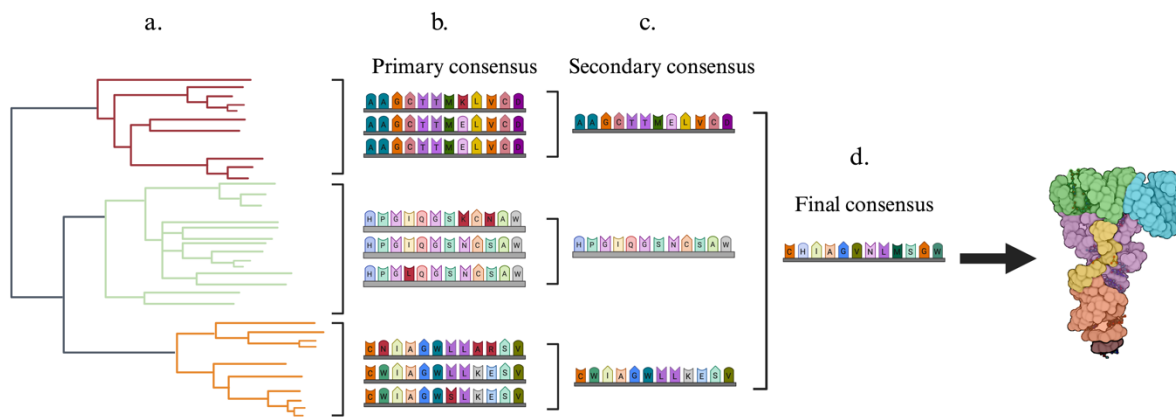 a.
b.
c.
Primary consensus
Secondary consensus
A A G C T T M K L V C D
A A G C T T M E L V C D
A A G C T T M E L V C D
A A G C T T M E L V C D
d.
Final consensus
H P G I Q G S K C N A W
H P G I Q G S N C S A W
H P G L Q G S N C S A W
H P G I Q G S N C S A W
C H I A G V N L M S G W
C N I A G W L L A R S V
C W I A G W L L K E S V
C W I A G W S L K E S V
C W I A G W L L K E S V